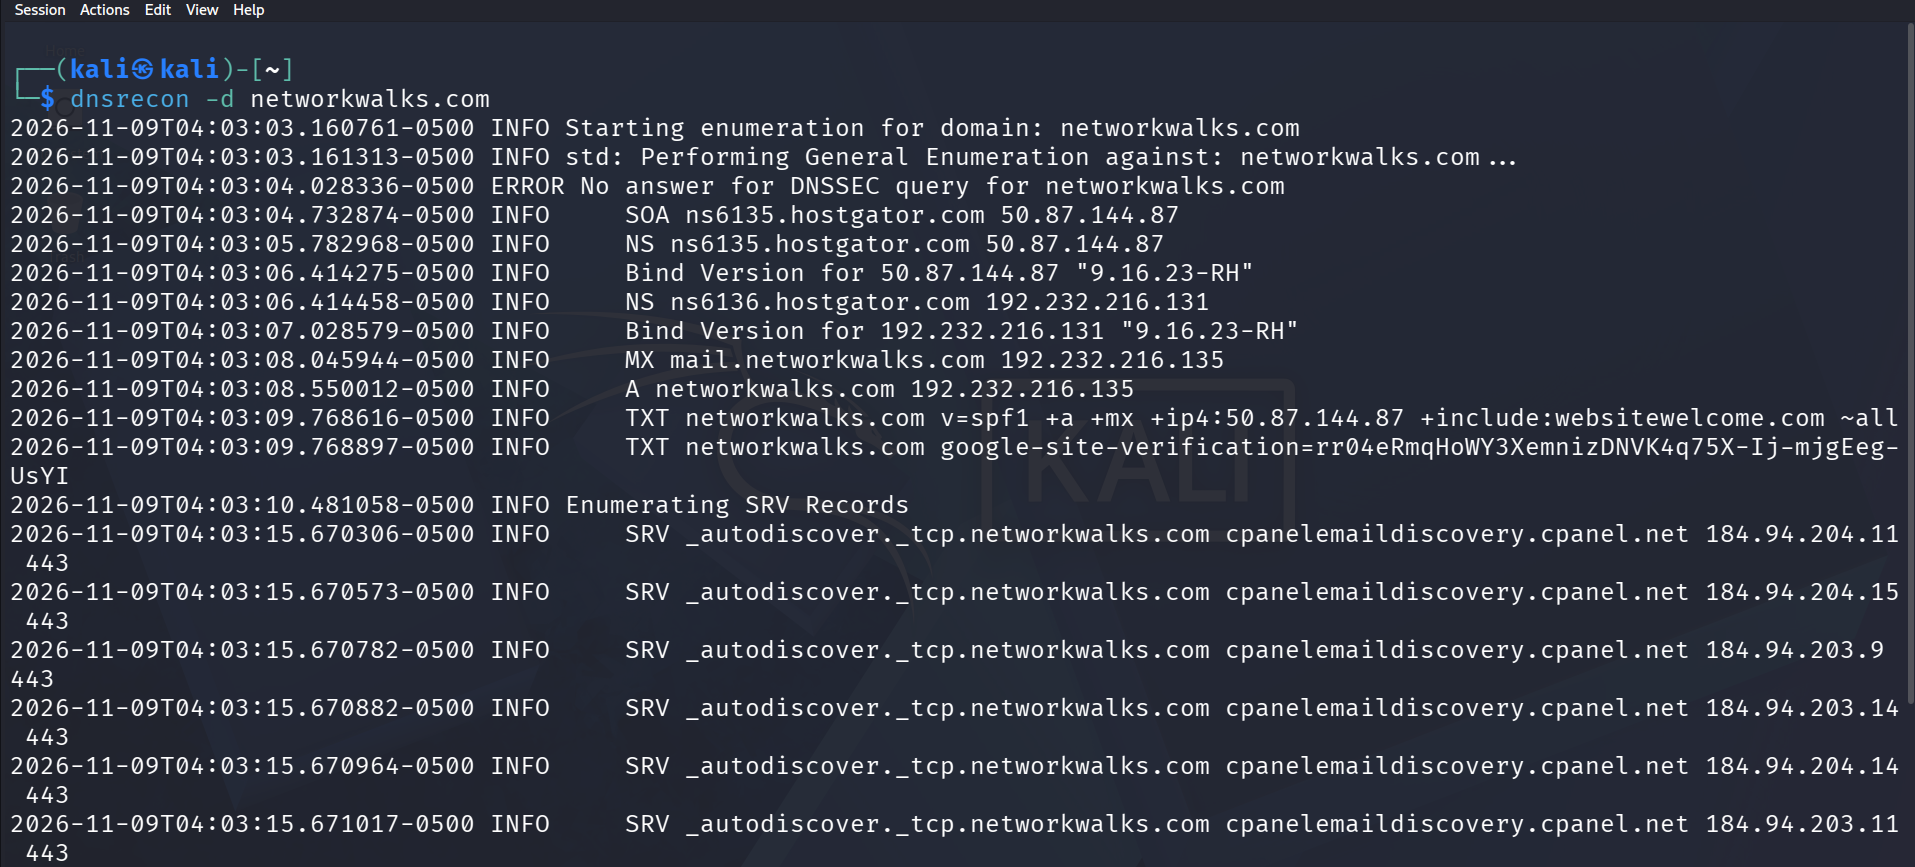 Session Actions Edit View Help
Home
┌──(kali㉿kali)-[~]
└─$ dnsrecon -d networkwalks.com
2026-11-09T04:03:03.160761-0500 INFO Starting enumeration for domain: networkwalks.com
2026-11-09T04:03:03.161313-0500 INFO std: Performing General Enumeration against: networkwalks.com...
2026-11-09T04:03:04.028336-0500 ERROR No answer for DNSSEC query for networkwalks.com
2026-11-09T04:03:04.732874-0500 INFO     SOA ns6135.hostgator.com 50.87.144.87
2026-11-09T04:03:05.782968-0500 INFO     NS ns6135.hostgator.com 50.87.144.87
2026-11-09T04:03:06.414275-0500 INFO     Bind Version for 50.87.144.87 "9.16.23-RH"
2026-11-09T04:03:06.414458-0500 INFO     NS ns6136.hostgator.com 192.232.216.131
2026-11-09T04:03:07.028579-0500 INFO     Bind Version for 192.232.216.131 "9.16.23-RH"
2026-11-09T04:03:08.045944-0500 INFO     MX mail.networkwalks.com 192.232.216.135
2026-11-09T04:03:08.550012-0500 INFO     A networkwalks.com 192.232.216.135
2026-11-09T04:03:09.768616-0500 INFO     TXT networkwalks.com v=spf1 +a +mx +ip4:50.87.144.87 +include:websitewelcome.com ~all
2026-11-09T04:03:09.768897-0500 INFO     TXT networkwalks.com google-site-verification=rr04eRmqHoWY3XemnizDNVK4q75X-Ij-mjgEeg-
UsYI
2026-11-09T04:03:10.481058-0500 INFO Enumerating SRV Records
2026-11-09T04:03:15.670306-0500 INFO     SRV _autodiscover._tcp.networkwalks.com cpanelemaildiscovery.cpanel.net 184.94.204.11
 443
2026-11-09T04:03:15.670573-0500 INFO     SRV _autodiscover._tcp.networkwalks.com cpanelemaildiscovery.cpanel.net 184.94.204.15
 443
2026-11-09T04:03:15.670782-0500 INFO     SRV _autodiscover._tcp.networkwalks.com cpanelemaildiscovery.cpanel.net 184.94.203.9
443
2026-11-09T04:03:15.670882-0500 INFO     SRV _autodiscover._tcp.networkwalks.com cpanelemaildiscovery.cpanel.net 184.94.203.14
 443
2026-11-09T04:03:15.670964-0500 INFO     SRV _autodiscover._tcp.networkwalks.com cpanelemaildiscovery.cpanel.net 184.94.204.14
 443
2026-11-09T04:03:15.671017-0500 INFO     SRV _autodiscover._tcp.networkwalks.com cpanelemaildiscovery.cpanel.net 184.94.203.11
 443
KALI